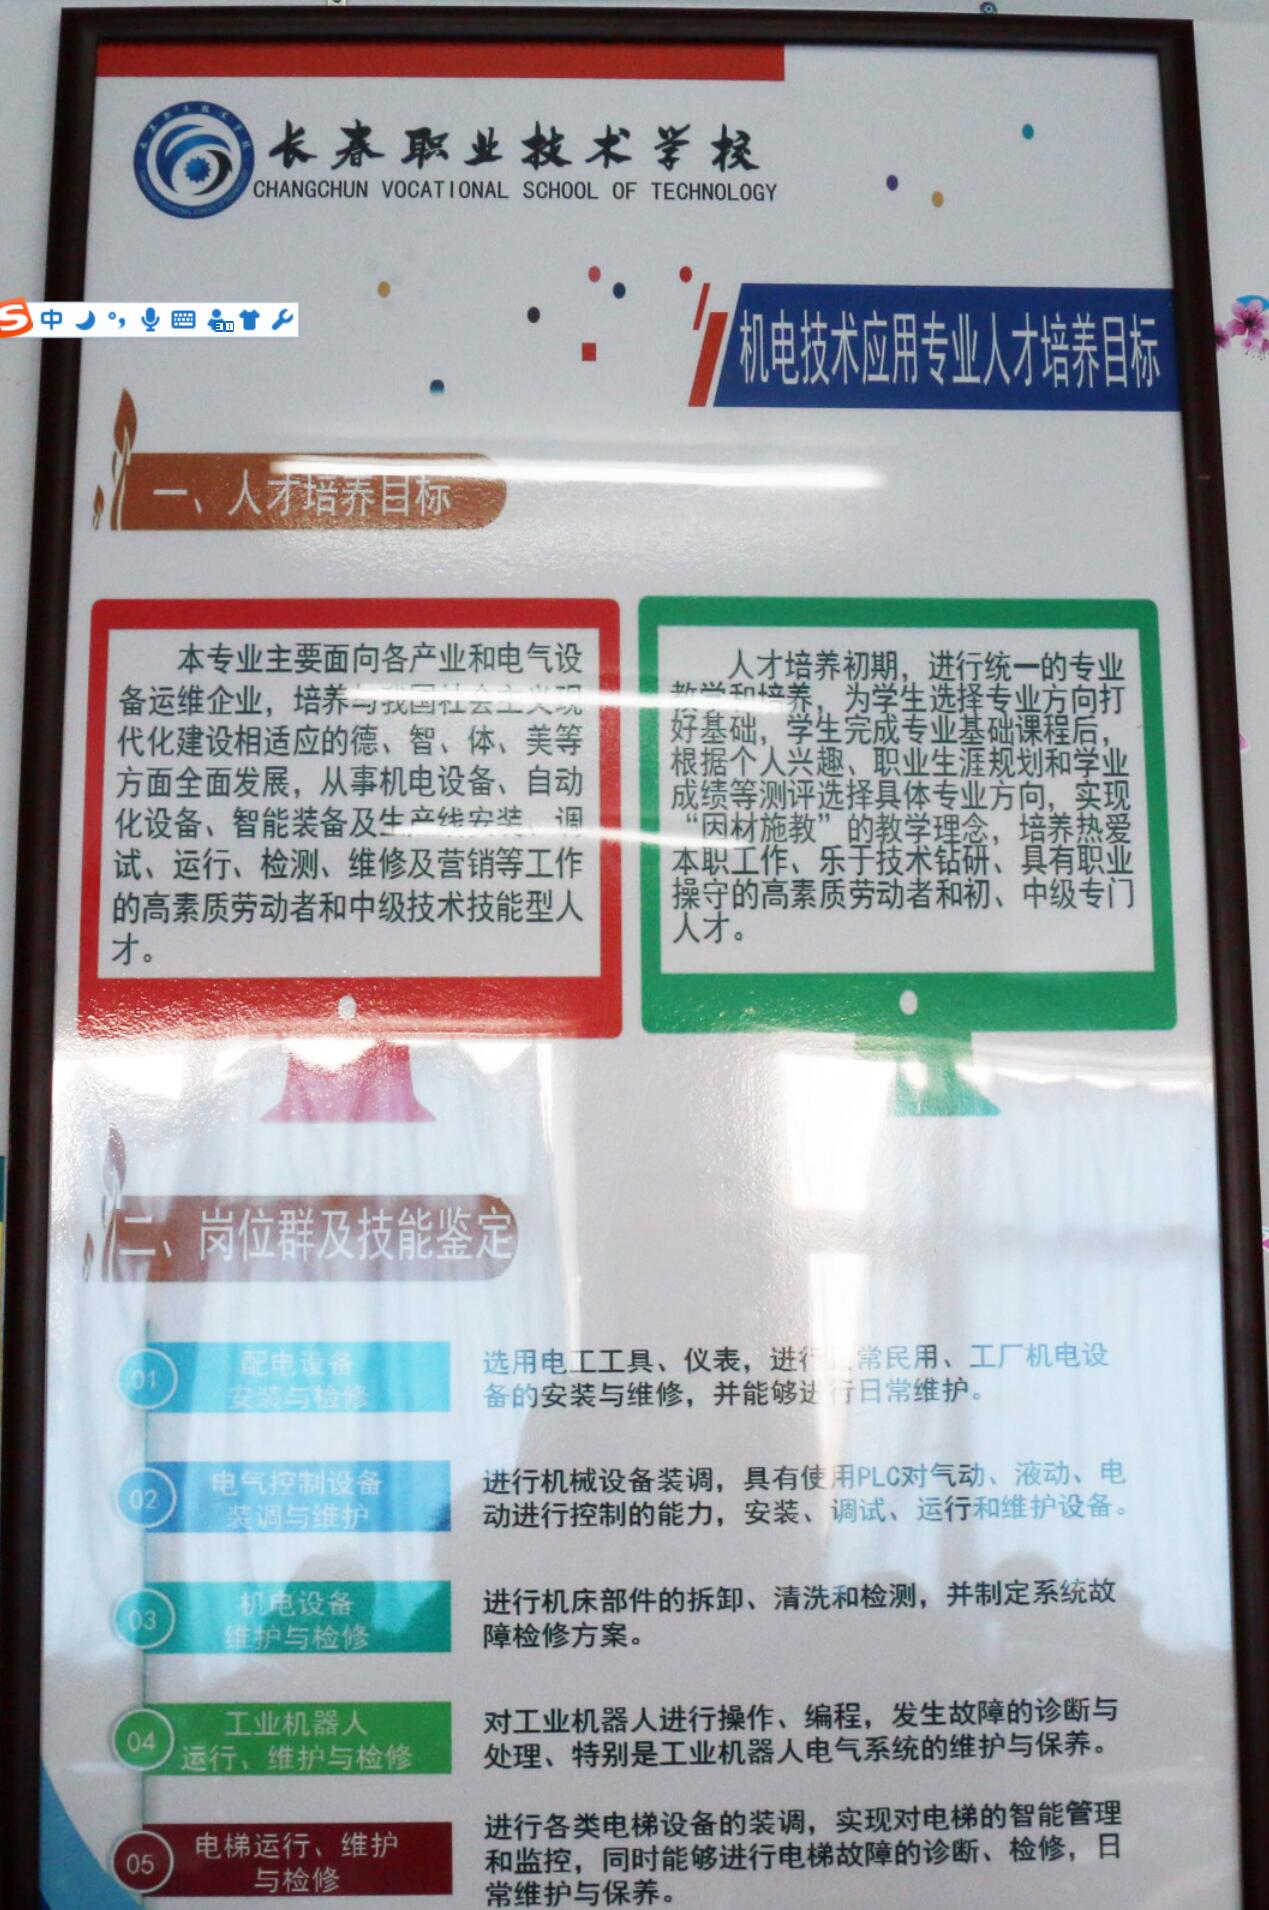 长春职业技术学校
CHANGCHUN VOCATIONAL SCHOOL OF TECHNOLOGY
中
机电技术应用专业人才培养目标
一、人才培养目标
本专业主要面向各产业和电气设
备运维企业，培养与我国社会主义现
代化建设相适应的德、智、体、美等
方面全面发展，从事机电设备、自动
化设备、智能装备及生产线安装、调
试、运行、检测、维修及营销等工作
的高素质劳动者和中级技术技能型人
才。
人才培养初期，进行统一的专业
教学和培养，为学生选择专业方向打
好基础，学生完成专业基础课程后，
根据个人兴趣、职业生涯规划和学业
成绩等测评选择具体专业方向，实现
“因材施教”的教学理念，培养热爱
本职工作、乐于技术钻研、具有职业
操守的高素质劳动者和初、中级专门
人才。
二、岗位群及技能鉴定
01
配电设备
安装与检修
选用电工工具、仪表，进行 常民用、工厂机电设
备的安装与维修，并能够进行日常维护。
02
电气控制设备
装调与维护
进行机械设备装调，具有使用PLC对气动、液动、电
动进行控制的能力，安装、调试、运行和维护设备。
03
机电设备
维护与检修
进行机床部件的拆卸、清洗和检测，并制定系统故
障检修方案。
04
工业机器人
运行、维护与检修
对工业机器人进行操作、编程，发生故障的诊断与
处理、特别是工业机器人电气系统的维护与保养。
05
电梯运行、维护
与检修
进行各类电梯设备的装调，实现对电梯的智能管理
和监控，同时能够进行电梯故障的诊断、检修，日
常维护与保养。